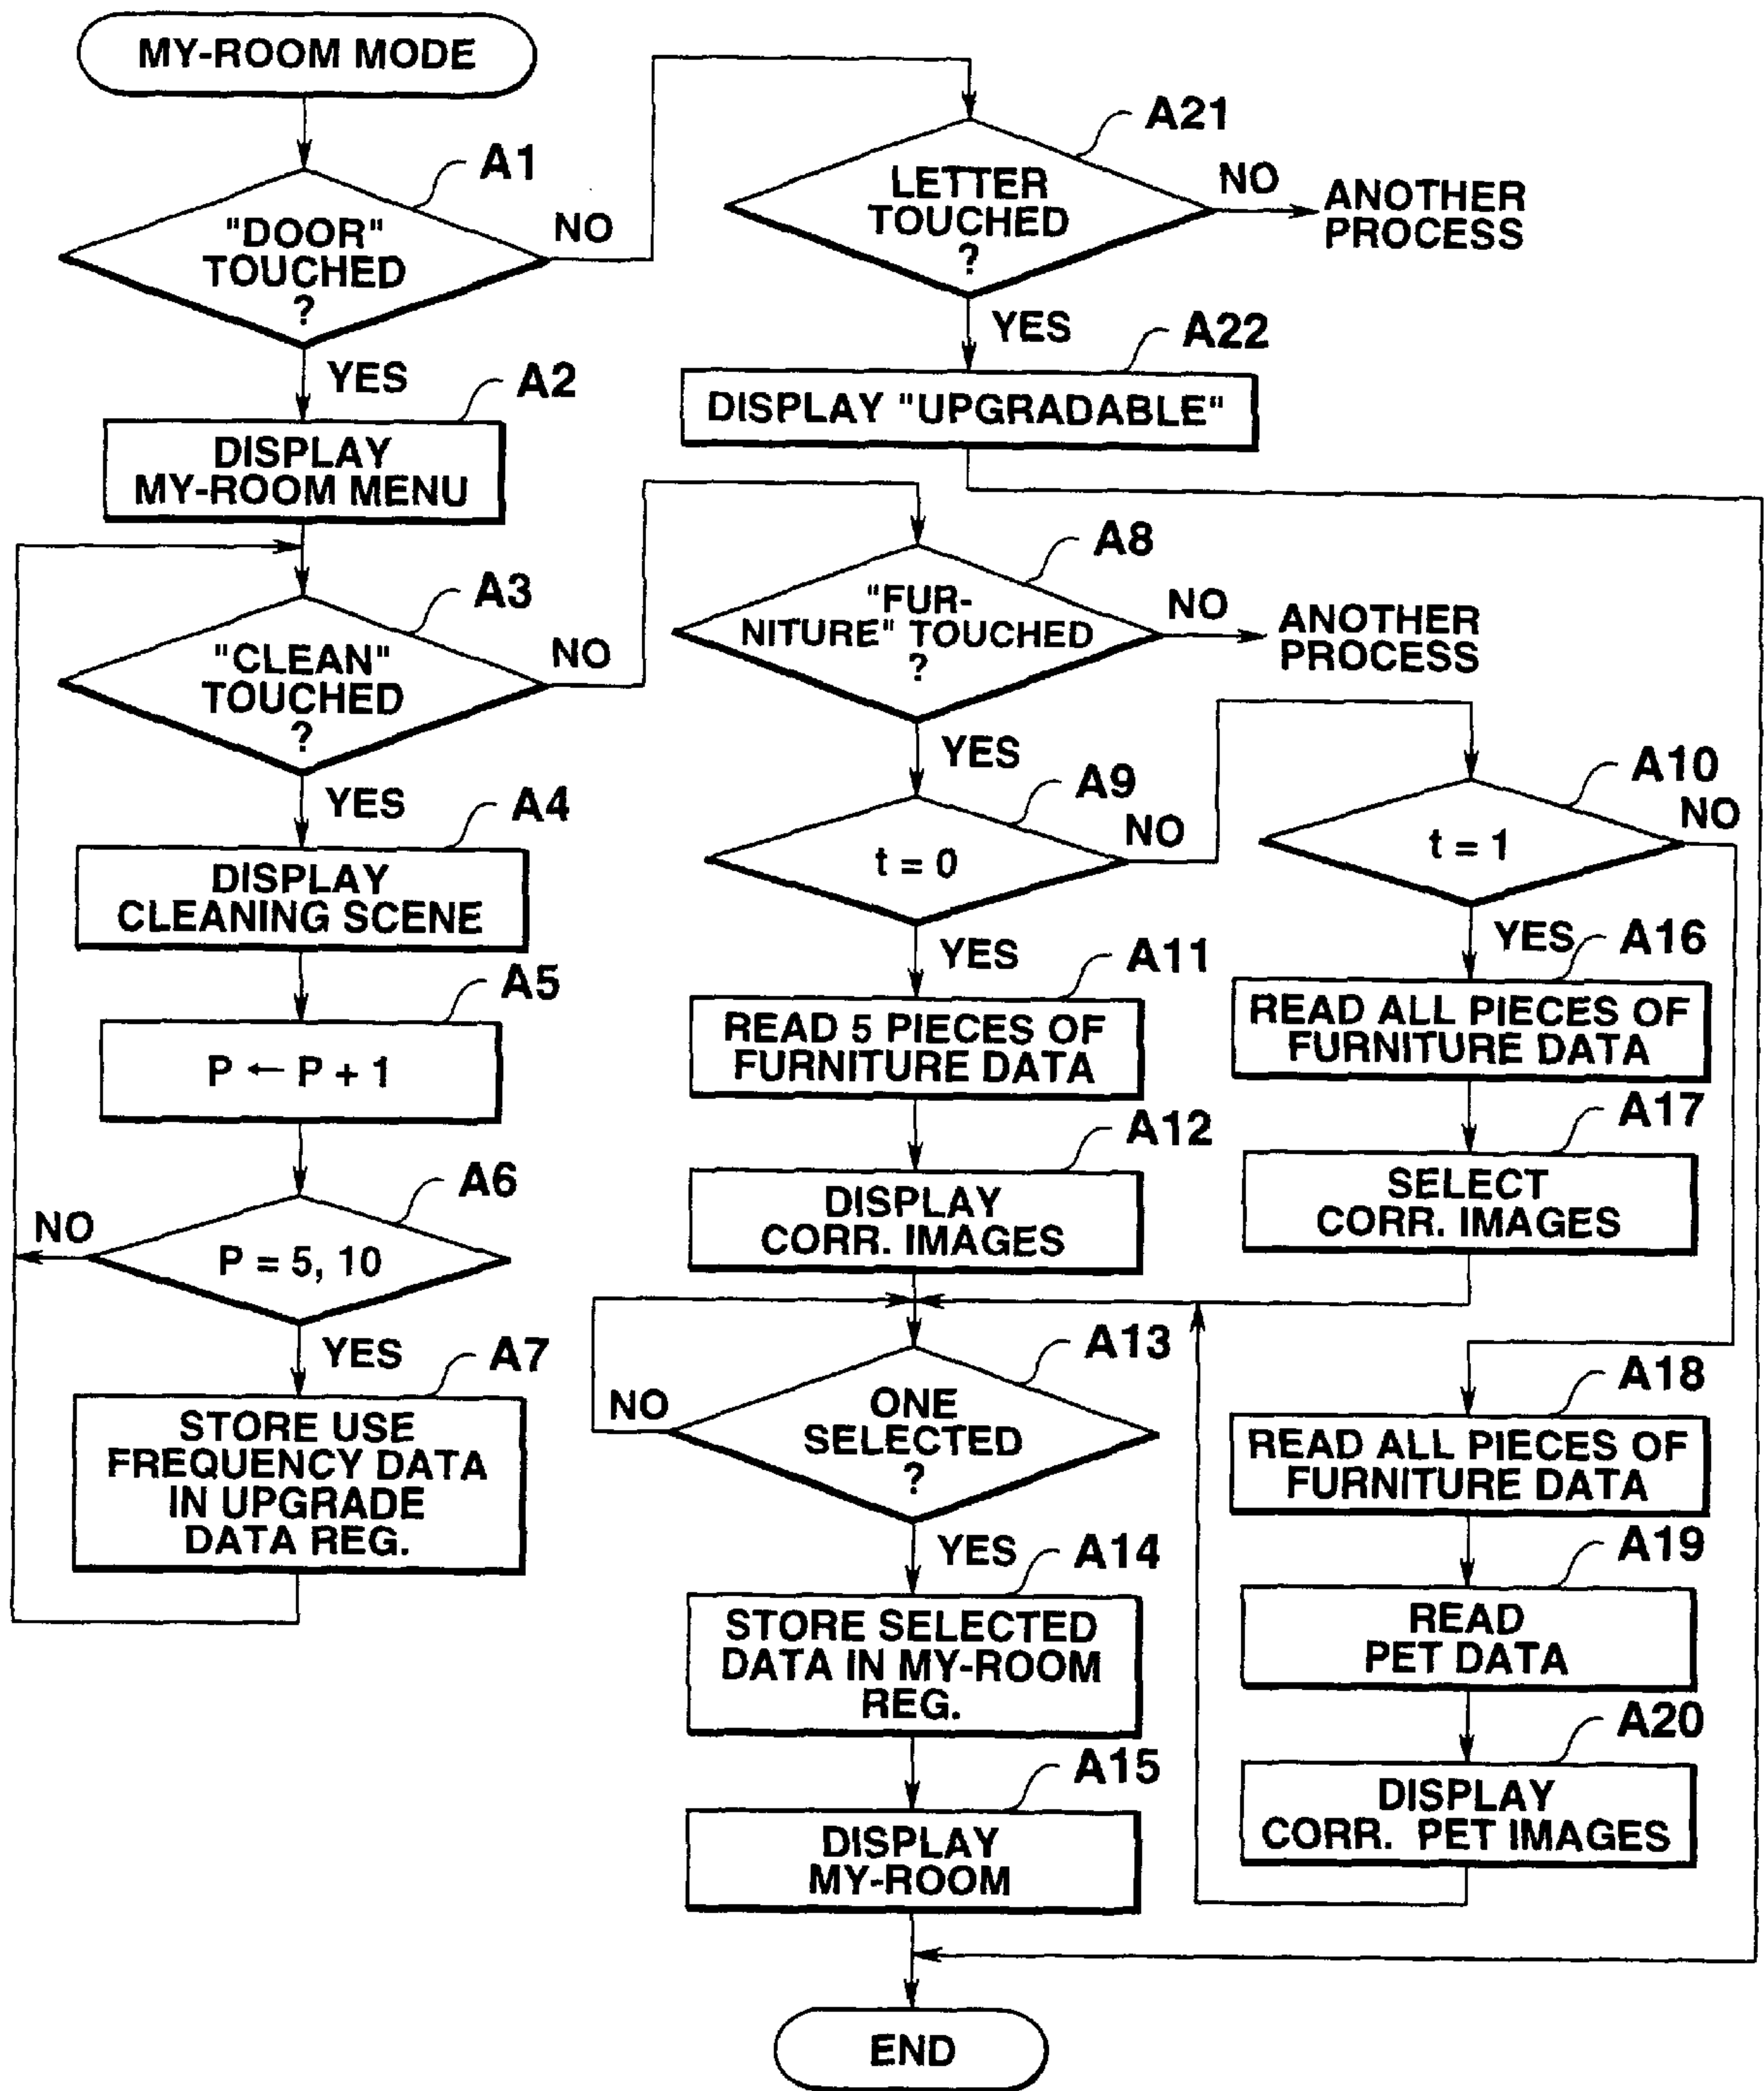 MY-ROOM MODE
A1
"DOOR"
TOUCHED
?
NO
YES
A2
DISPLAY
MY-ROOM MENU
A3
"CLEAN"
TOUCHED
?
NO
YES
A4
DISPLAY
CLEANING SCENE
A5
P ← P + 1
A6
P = 5, 10
NO
YES
A7
STORE USE
FREQUENCY DATA
IN UPGRADE
DATA REG.
A21
LETTER
TOUCHED
?
NO
ANOTHER
PROCESS
YES
A22
DISPLAY "UPGRADABLE"
A8
"FUR-
NITURE" TOUCHED
?
NO
ANOTHER
PROCESS
YES
A9
t = 0
NO
YES
A11
READ 5 PIECES OF
FURNITURE DATA
A12
DISPLAY
CORR. IMAGES
A13
ONE
SELECTED
?
NO
YES
A14
STORE SELECTED
DATA IN MY-ROOM
REG.
A15
DISPLAY
MY-ROOM
END
A10
t = 1
NO
YES
A16
READ ALL PIECES OF
FURNITURE DATA
A17
SELECT
CORR. IMAGES
A18
READ ALL PIECES OF
FURNITURE DATA
A19
READ
PET DATA
A20
DISPLAY
CORR. PET IMAGES